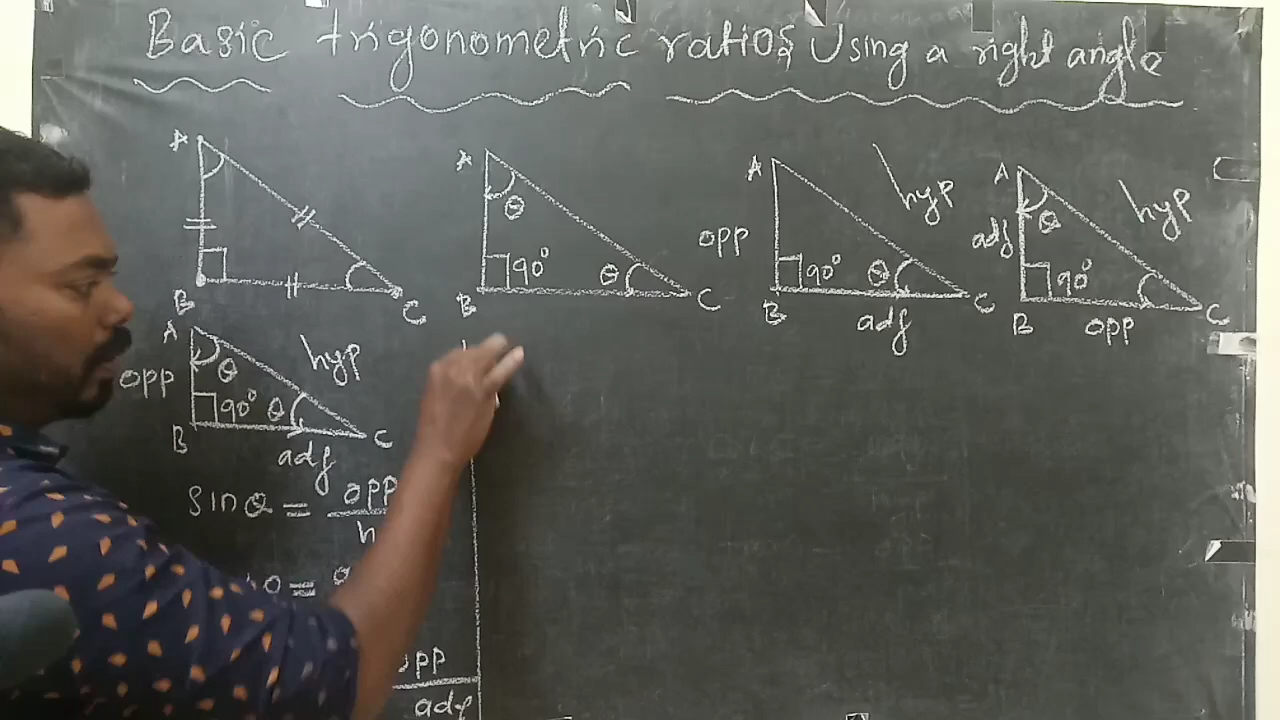 Basic trigonometric ratios Using a right angle
A
B
C
A
θ
90°
θ
B
C
A
hyp
opp
90°
θ
B
C
adj
A
hyp
adj
θ
90°
B
C
opp
A
hyp
opp
θ
90°
θ
B
C
adj
sinθ = opp
opp
adj